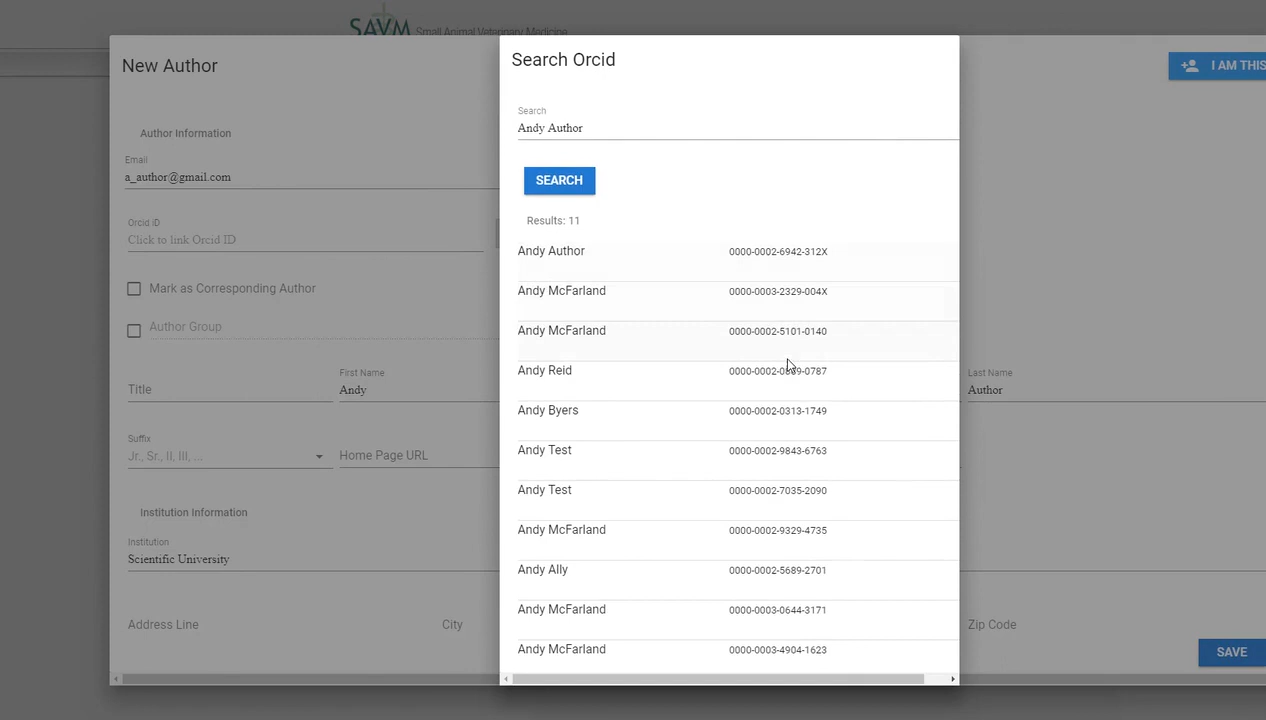 SAVM Small Animal Veterinary Medicine
New Author
I AM THIS
Author Information
Email
a_author@gmail.com
Orcid ID
Click to link Orcid ID
Mark as Corresponding Author
Author Group
Title
First Name
Andy
Last Name
Author
Suffix
Jr., Sr., II, III, ...
Home Page URL
Institution Information
Institution
Scientific University
Address Line
City
Zip Code
SAVE
Search Orcid
Search
Andy Author
SEARCH
Results: 11
Andy Author 0000-0002-6942-312X
Andy McFarland 0000-0003-2329-004X
Andy McFarland 0000-0002-5101-0140
Andy Reid
Andy Byers 0000-0002-0313-1749
Andy Test 0000-0002-9843-6763
Andy Test 0000-0002-7035-2090
Andy McFarland 0000-0002-9329-4735
Andy Ally 0000-0002-5689-2701
Andy McFarland 0000-0003-0644-3171
Andy McFarland 0000-0003-4904-1623